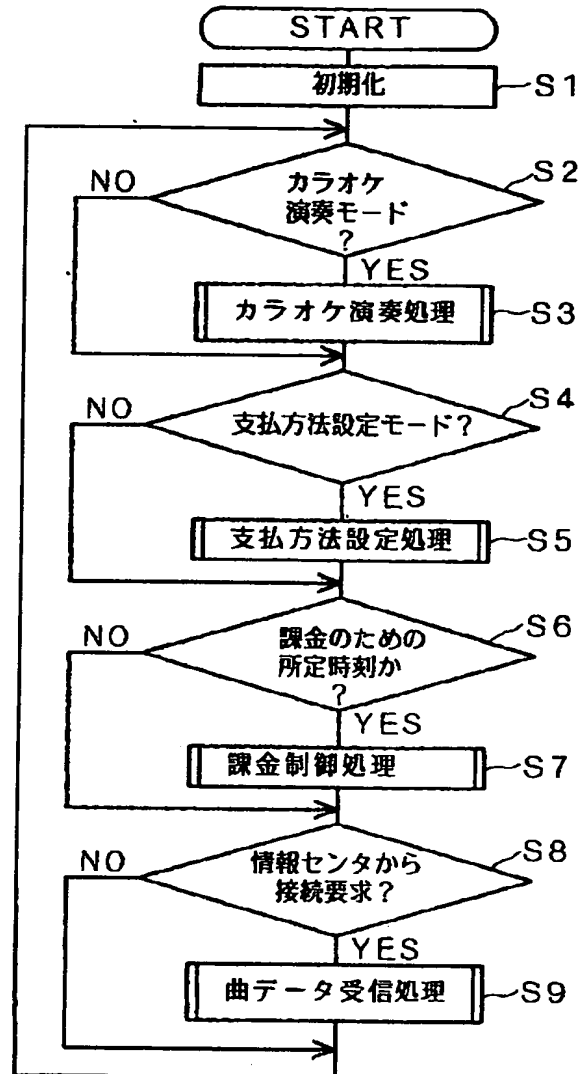 START
初期化
S1
S2
NO
カラオケ
演奏モード
?
YES
カラオケ演奏処理
S3
S4
NO
支払方法設定モード?
YES
支払方法設定処理
S5
S6
NO
課金のための
所定時刻か
?
YES
課金制御処理
S7
S8
NO
情報センタから
接続要求?
YES
曲データ受信処理
S9